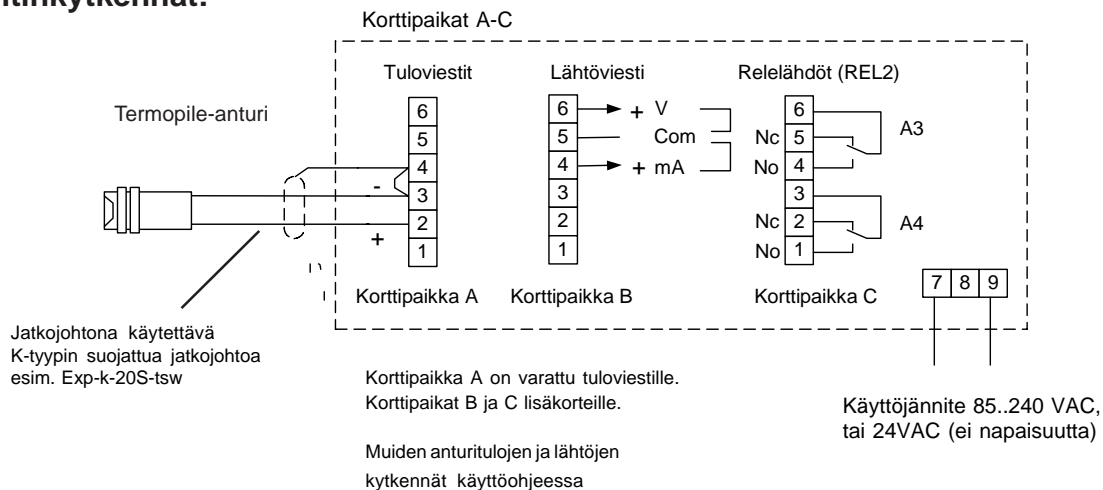 Korttipaikat A-C
Tuloviestit
Lähtöviesti
Relelähdöt (REL2)
Termopile-anturi
6
5
4
3
2
1
-
+
6
5
4
3
2
1
+ V
Com
+ mA
6
Nc 5
No 4
3
Nc 2
No 1
A3
A4
7 8 9
Korttipaikka A
Korttipaikka B
Korttipaikka C
Jatkojohtona käytettävä
K-tyypin suojattua jatkojohtoa
esim. Exp-k-20S-tsw
Korttipaikka A on varattu tuloviestille.
Korttipaikat B ja C lisäkorteille.
Muiden anturitulojen ja lähtöjen
kytkennät käyttöohjeessa
Käyttöjännite 85..240 VAC,
tai 24VAC (ei napaisuutta)